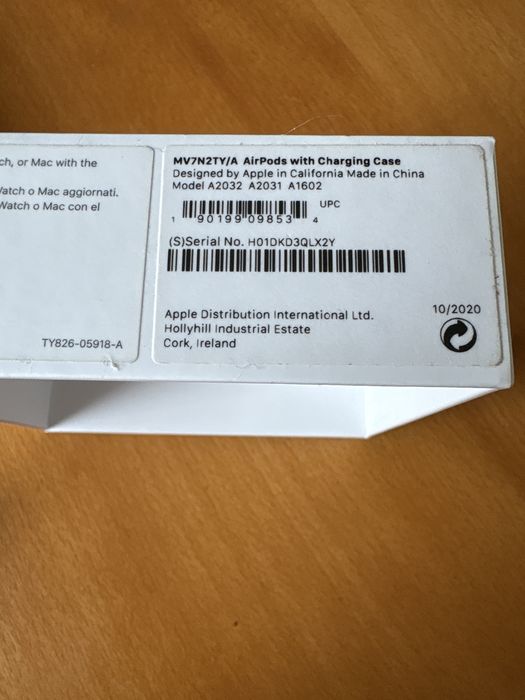 ch, or Mac with the
Watch o Mac aggiornati.
Watch o Mac con el
TY826-05918-A
MV7N2TY/A AirPods with Charging Case
Designed by Apple in California Made in China
Model A2032 A2031 A1602
UPC
1 90199 09853 4
(S)Serial No. H01DKD3QLX2Y
Apple Distribution International Ltd.
Hollyhill Industrial Estate
Cork, Ireland
10/2020